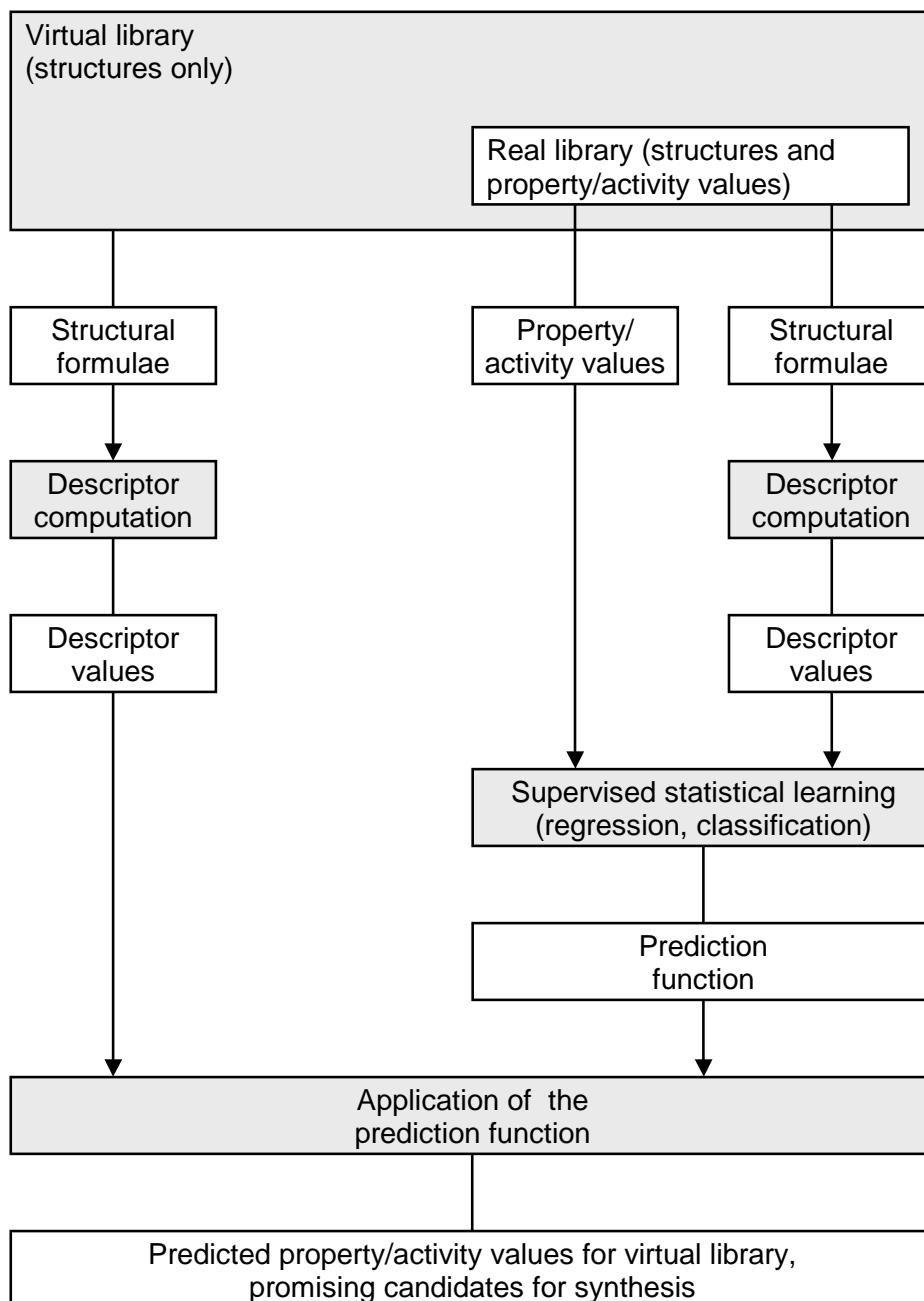 Virtual library
(structures only)
Real library (structures and
property/activity values)
Structural
formulae
Property/
activity values
Structural
formulae
Descriptor
computation
Descriptor
computation
Descriptor
values
Descriptor
values
Supervised statistical learning
(regression, classification)
Prediction
function
Application of the
prediction function
Predicted property/activity values for virtual library,
promising candidates for synthesis